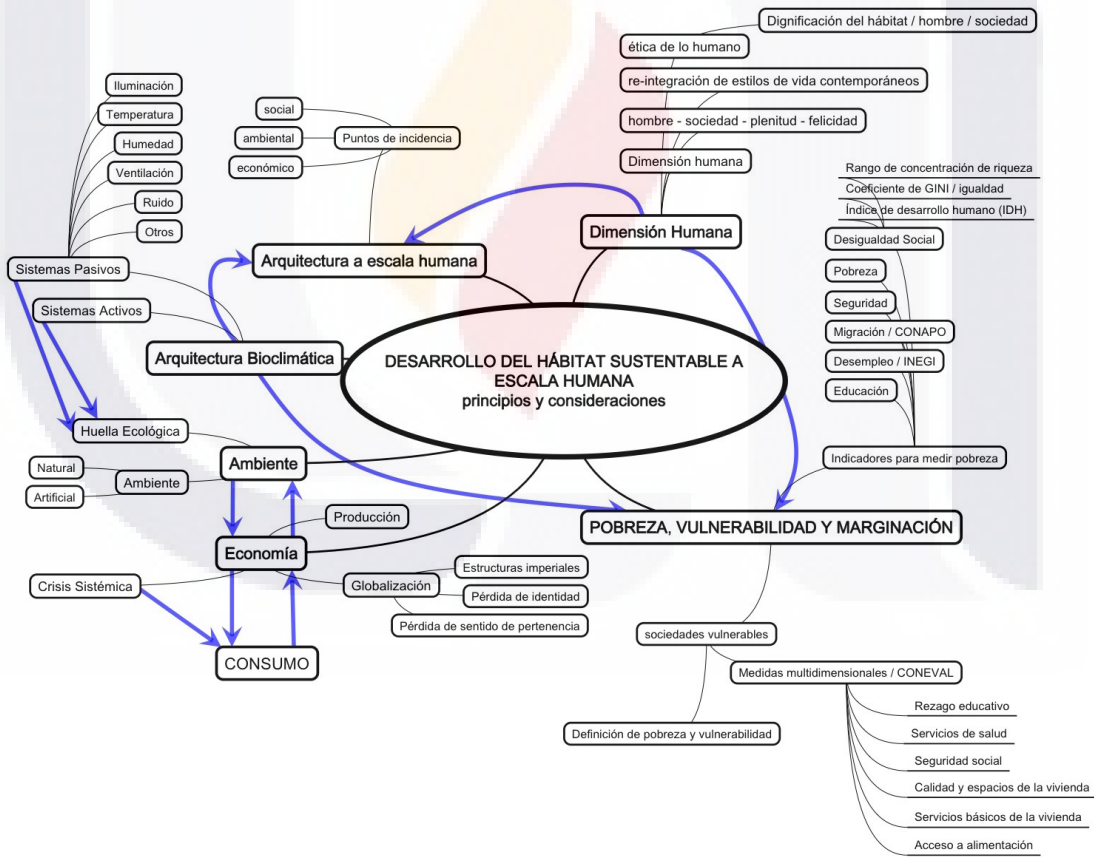 Dignificación del hábitat / hombre / sociedad
ética de lo humano
re-integración de estilos de vida contemporáneos
hombre - sociedad - plenitud - felicidad
Dimensión humana
Dimensión Humana
Iluminación
Temperatura
Humedad
Ventilación
Ruido
Otros
Sistemas Pasivos
Sistemas Activos
social
ambiental
económico
Puntos de incidencia
Arquitectura a escala humana
Arquitectura Bioclimática
Rango de concentración de riqueza
Coeficiente de GINI / igualdad
Índice de desarrollo humano (IDH)
Desigualdad Social
Pobreza
Seguridad
Migración / CONAPO
Desempleo / INEGI
Educación
Indicadores para medir pobreza
DESARROLLO DEL HÁBITAT SUSTENTABLE A
ESCALA HUMANA
principios y consideraciones
Huella Ecológica
Ambiente
Natural
Artificial
Ambiente
Producción
Economía
Crisis Sistémica
Globalización
Estructuras imperiales
Pérdida de identidad
Pérdida de sentido de pertenencia
CONSUMO
POBREZA, VULNERABILIDAD Y MARGINACIÓN
sociedades vulnerables
Medidas multidimensionales / CONEVAL
Definición de pobreza y vulnerabilidad
Rezago educativo
Servicios de salud
Seguridad social
Calidad y espacios de la vivienda
Servicios básicos de la vivienda
Acceso a alimentación